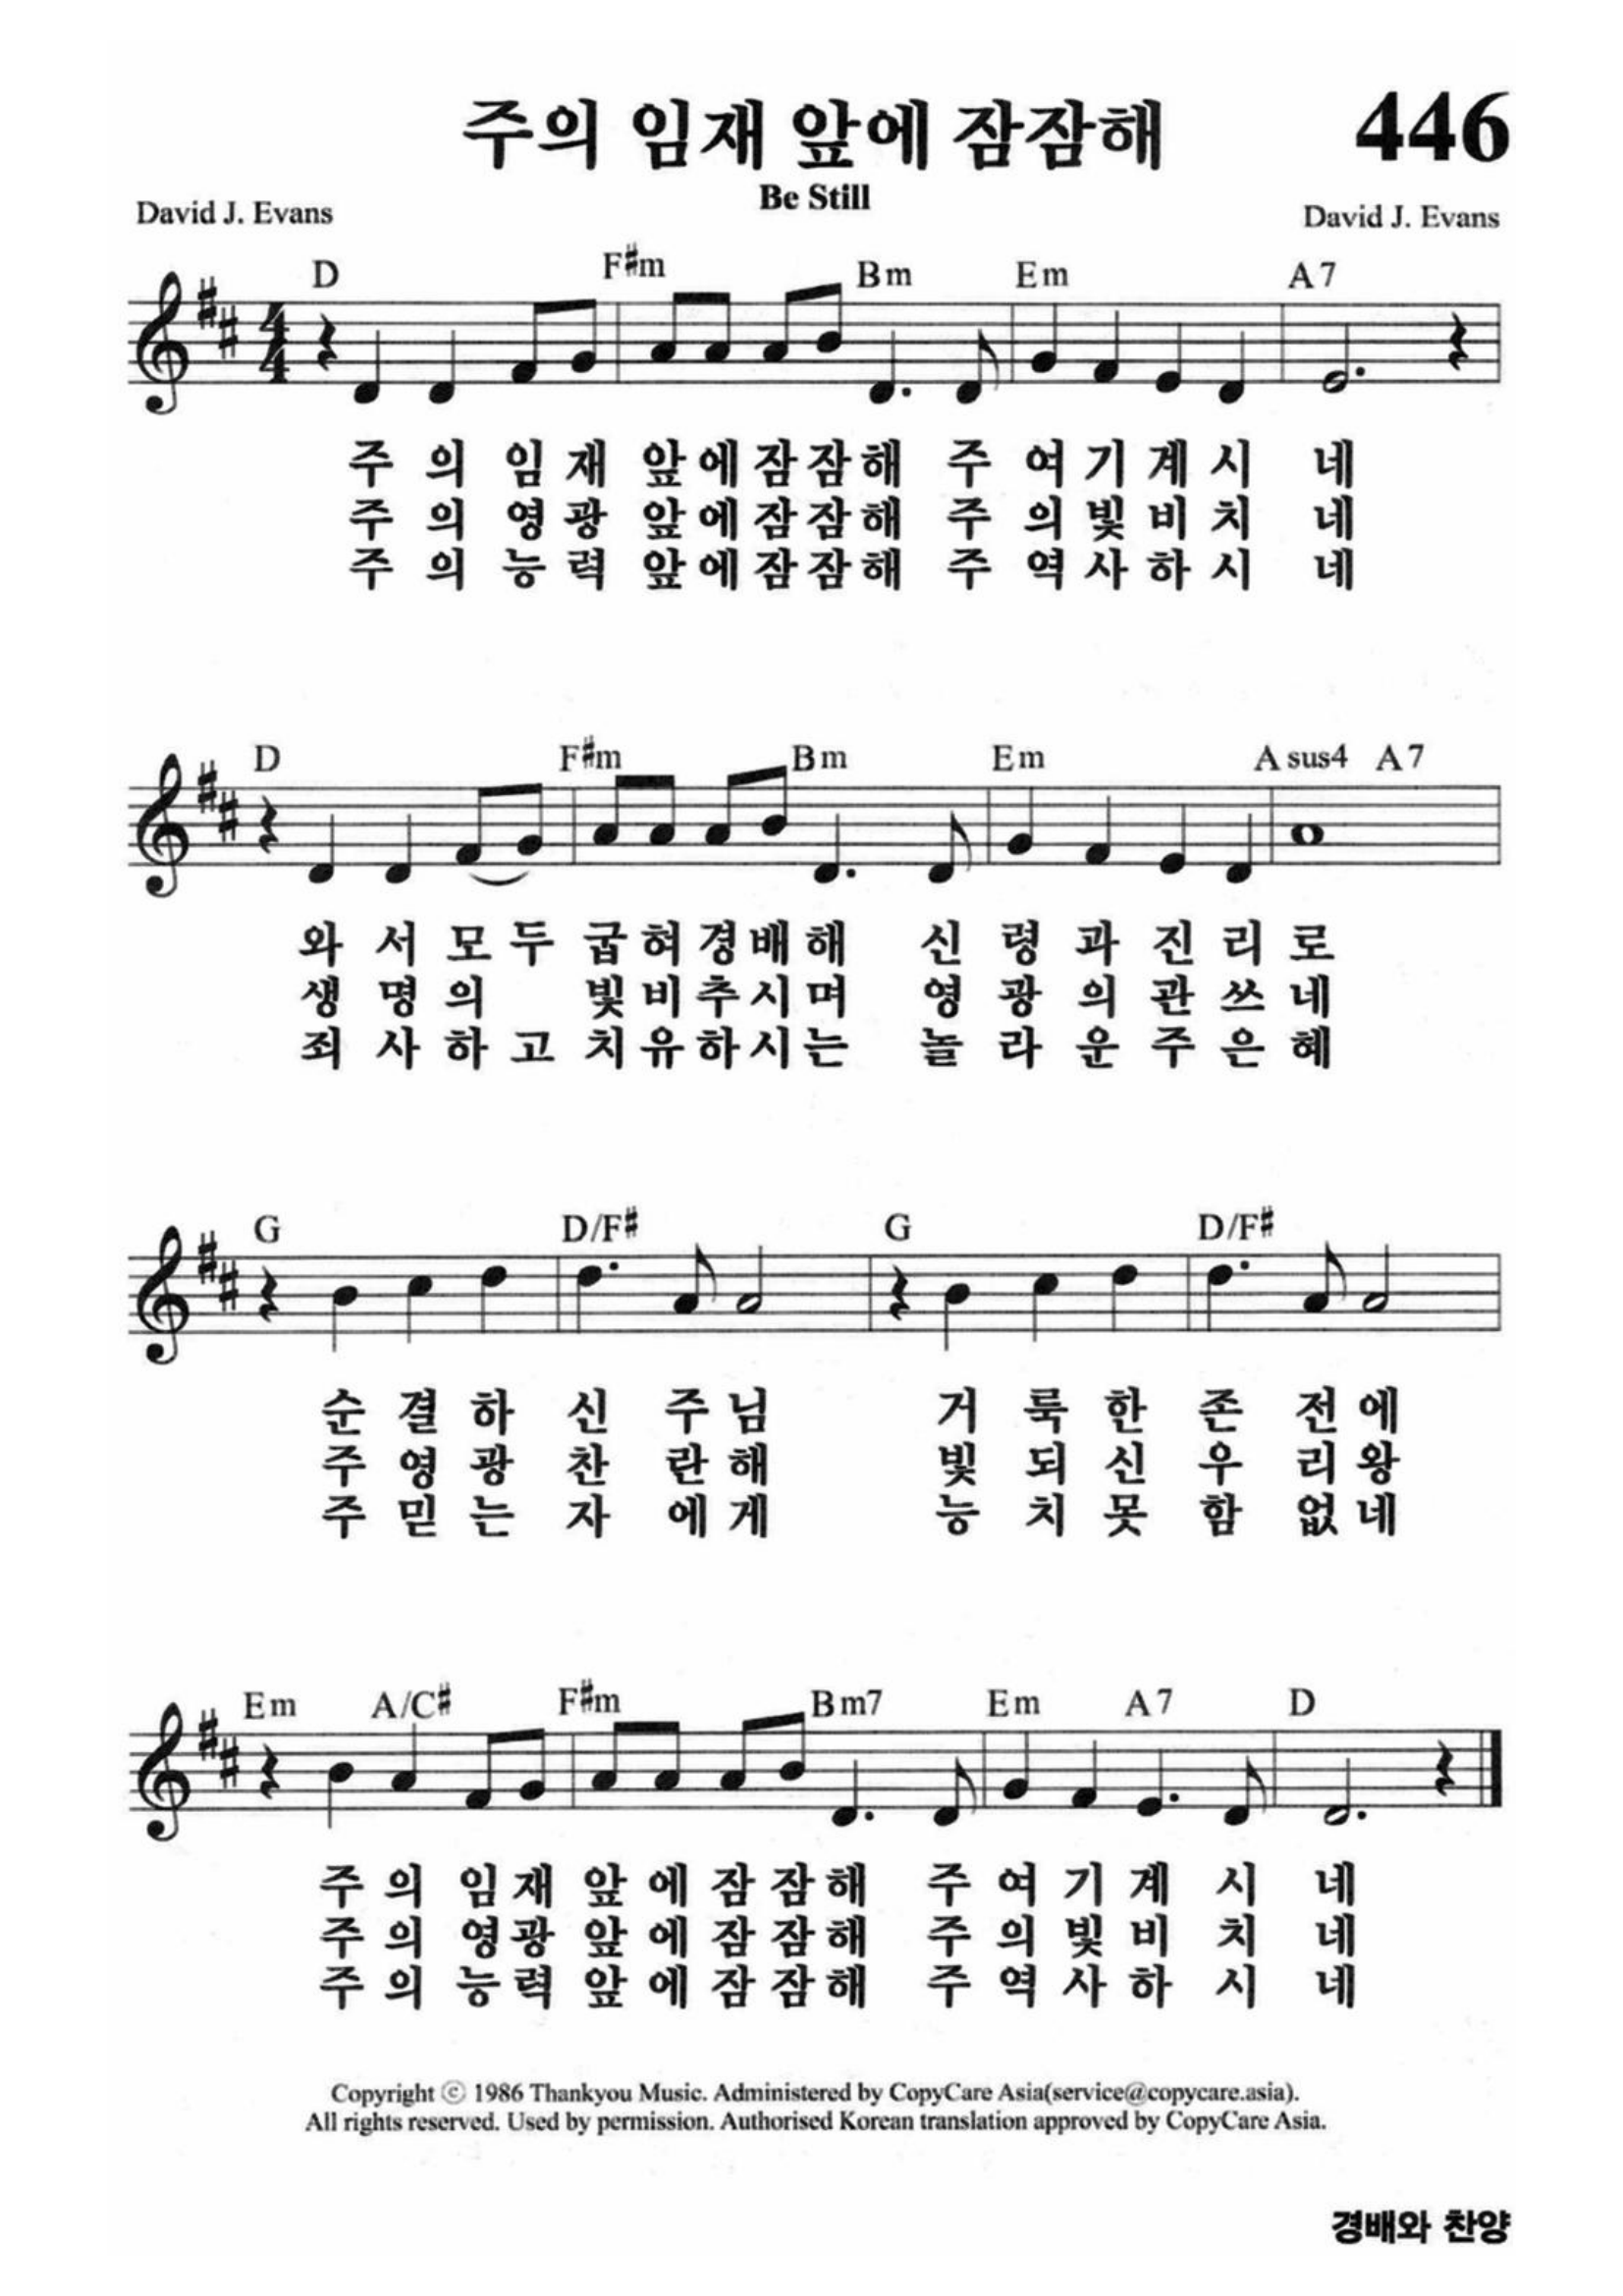 주의 임재 앞에 잠잠해 446
Be Still
David J. Evans David J. Evans
D F#m Bm Em A7
주의 임재 앞에잠잠해 주 여기계시 네
주의 영광 앞에잠잠해 주 의빛비치 네
주의 능력 앞에잠잠해 주 역사하시 네
D F#m Bm Em A sus4 A7
와서모두 굽혀경배해 신령과진리로
생명의 빛비추시며 영광의관쓰네
죄사하고 치유하시는 놀라운주은혜
G D/F# G D/F#
순결하신 주님 거룩한존전에
주영광찬란해 빛되신우리왕
주믿는자에게 능치못함없네
Em A/C# F#m Bm7 Em A7 D
주의 임재 앞에잠잠해 주여기계시네
주의 영광 앞에잠잠해 주의빛비치네
주의 능력 앞에잠잠해 주역사하시네
Copyright ⓒ 1986 Thankyou Music. Administered by CopyCare Asia(service@copycare.asia).
All rights reserved. Used by permission. Authorised Korean translation approved by CopyCare Asia.
경배와 찬양